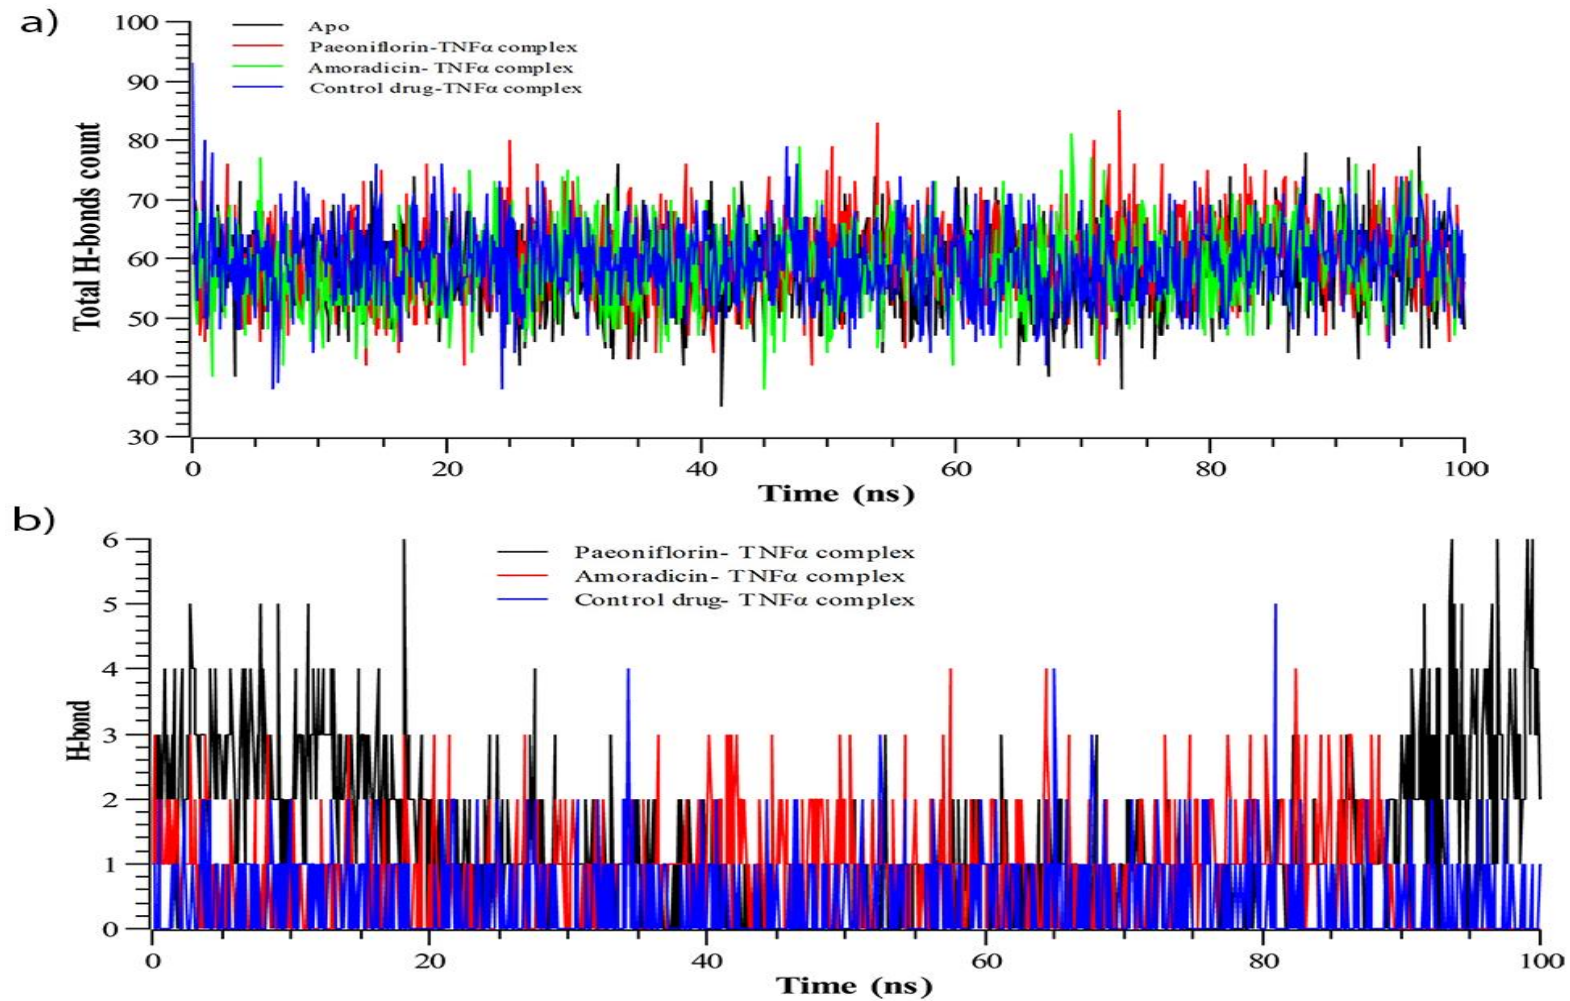 a)
Total H-bonds count
100
90
80
70
60
50
40
30
Apo
Paeoniflorin-TNFα complex
Amoradicin- TNFα complex
Control drug-TNFα complex
0 20 40 60 80 100
Time (ns)
b)
H-bond
6
5
4
3
2
1
0
Paeoniflorin- TNFα complex
Amoradicin- TNFα complex
Control drug- TNFα complex
0 20 40 60 80 100
Time (ns)